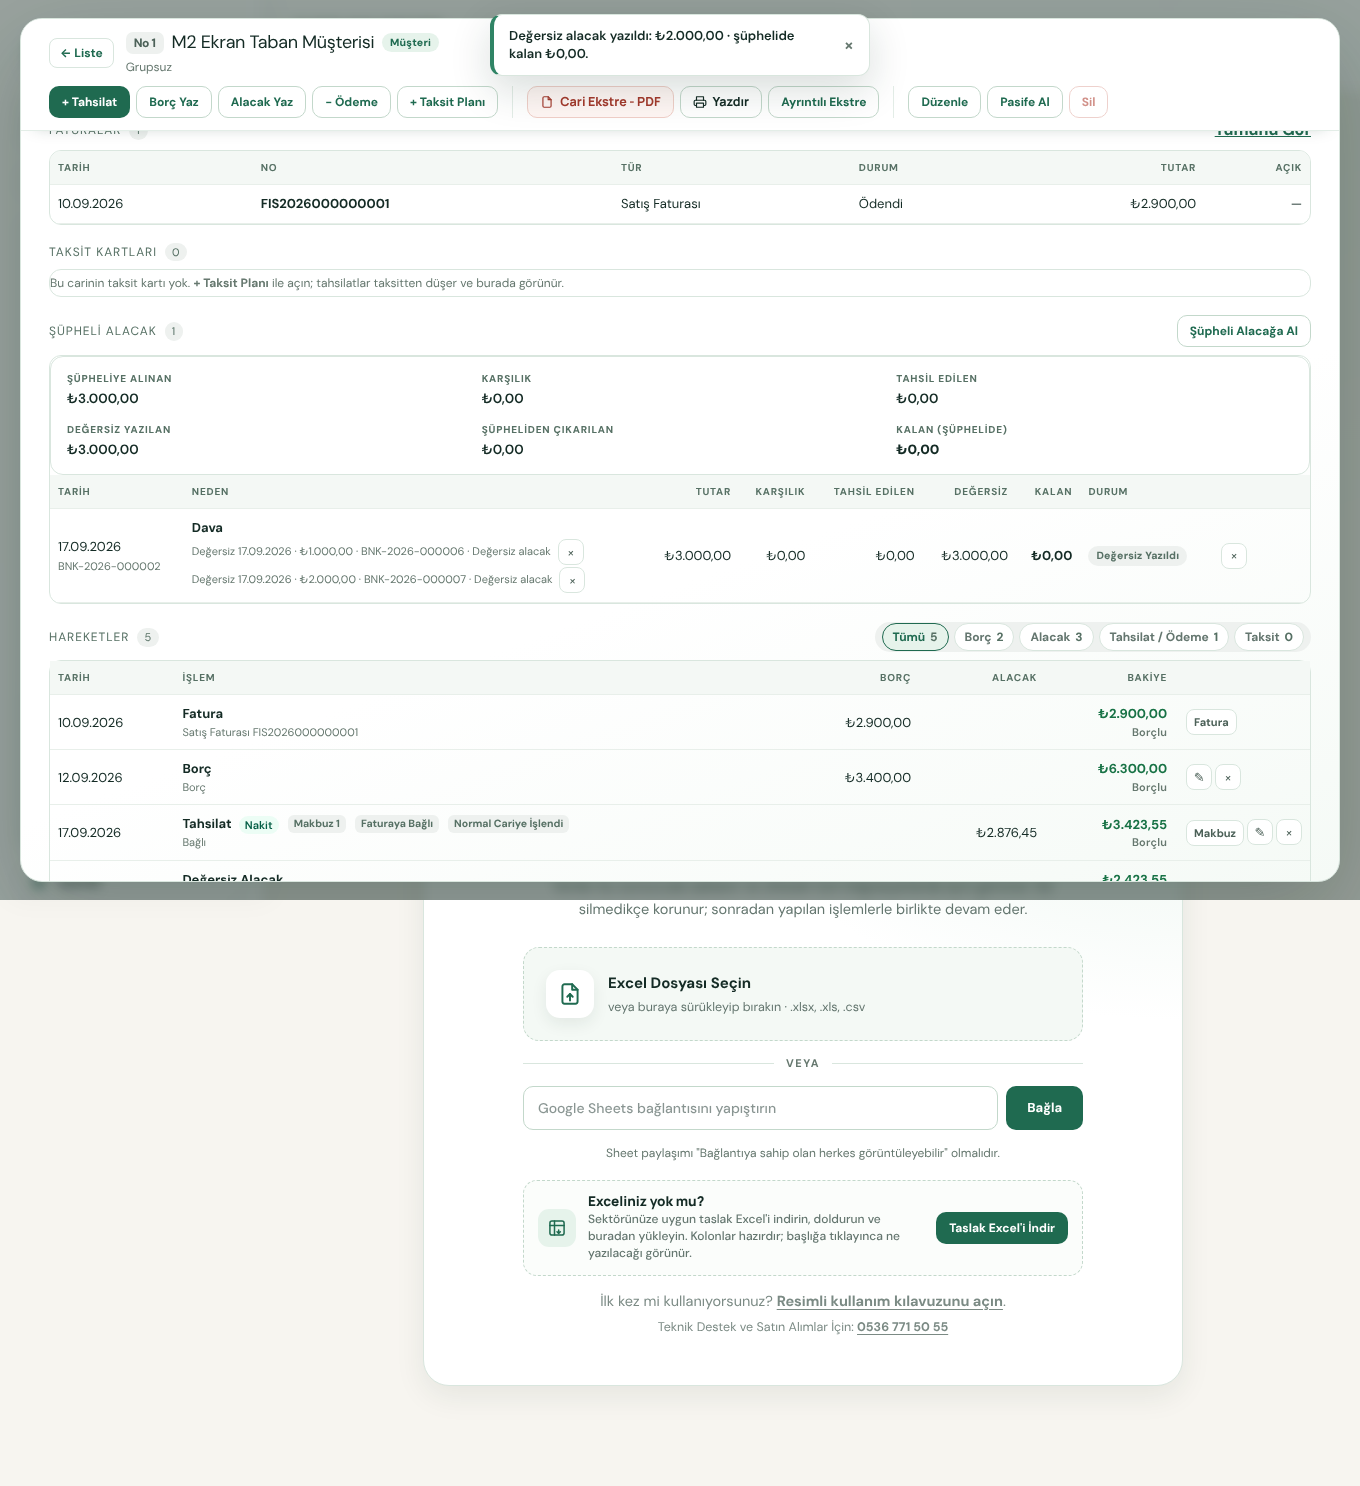 Değersiz alacak yazıldı: ₺2.000,00 · şüphelide
kalan ₺0,00.
×
← Liste
No 1 M2 Ekran Taban Müşterisi Müşteri
Grupsuz
+ Tahsilat Borç Yaz Alacak Yaz - Ödeme + Taksit Planı Cari Ekstre - PDF Yazdır Ayrıntılı Ekstre Düzenle Pasife Al Sil
FATURALAR 1 Tümünü Gör
TARİH NO TÜR DURUM TUTAR AÇIK
10.09.2026 FIS2026000000001 Satış Faturası Ödendi ₺2.900,00 —
TAKSİT KARTLARI 0
Bu carinin taksit kartı yok. + Taksit Planı ile açın; tahsilatlar taksitten düşer ve burada görünür.
ŞÜPHELİ ALACAK 1 Şüpheli Alacağa Al
ŞÜPHELİYE ALINAN KARŞILIK TAHSİL EDİLEN
₺3.000,00 ₺0,00 ₺0,00
DEĞERSİZ YAZILAN ŞÜPHELİDEN ÇIKARILAN KALAN (ŞÜPHELİDE)
₺3.000,00 ₺0,00 ₺0,00
TARİH NEDEN TUTAR KARŞILIK TAHSİL EDİLEN DEĞERSİZ KALAN DURUM
Dava
17.09.2026
BNK-2026-000002
Değersiz 17.09.2026 · ₺1.000,00 · BNK-2026-000006 · Değersiz alacak ×
Değersiz 17.09.2026 · ₺2.000,00 · BNK-2026-000007 · Değersiz alacak ×
₺3.000,00 ₺0,00 ₺0,00 ₺3.000,00 ₺0,00 Değersiz Yazıldı ×
HAREKETLER 5 Tümü 5 Borç 2 Alacak 3 Tahsilat / Ödeme 1 Taksit 0
TARİH İŞLEM BORÇ ALACAK BAKİYE
10.09.2026 Fatura ₺2.900,00 ₺2.900,00 Fatura
Satış Faturası FIS2026000000001 Borçlu
12.09.2026 Borç ₺3.400,00 ₺6.300,00 ✎ ×
Borç Borçlu
17.09.2026 Tahsilat Nakit Makbuz 1 Faturaya Bağlı Normal Cariye İşlendi ₺2.876,45 ₺3.423,55 Makbuz ✎ ×
Bağlı Borçlu
Değersiz Alacak ₺2.423,55
silmedikçe korunur; sonradan yapılan işlemlerle birlikte devam eder.
Excel Dosyası Seçin
veya buraya sürükleyip bırakın · .xlsx, .xls, .csv
VEYA
Google Sheets bağlantısını yapıştırın Bağla
Sheet paylaşımı "Bağlantıya sahip olan herkes görüntüleyebilir" olmalıdır.
Exceliniz yok mu?
Sektörünüze uygun taslak Excel'i indirin, doldurun ve
buradan yükleyin. Kolonlar hazırdır; başlığa tıklayınca ne
yazılacağı görünür.
Taslak Excel'i İndir
İlk kez mi kullanıyorsunuz? Resimli kullanım kılavuzunu açın.
Teknik Destek ve Satın Alımlar İçin: 0536 771 50 55